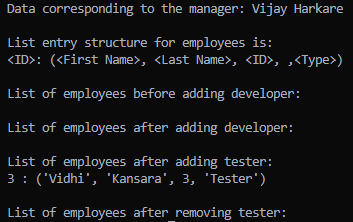 Data corresponding to the manager: Vijay Harkare
List entry structure for employees is:
<ID>: (<First Name>, <Last Name>, <ID>, ,<Type>)
List of employees before adding developer:
List of employees after adding developer:
List of employees after adding tester:
3 : ('Vidhi', 'Kansara', 3, 'Tester')
List of employees after removing tester: